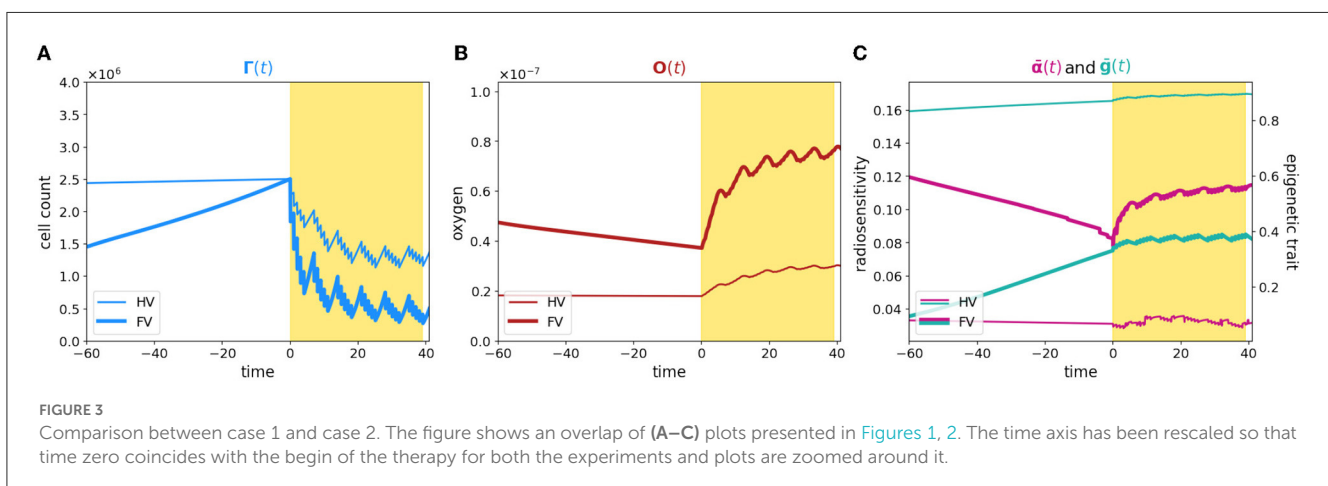 A
Γ(t)
×10⁶
4.0
3.5
3.0
2.5
2.0
1.5
1.0
0.5
0.0
cell count
HV
FV
−60
−40
−20
0
20
40
time
B
O(t)
×10⁻⁷
1.0
0.8
0.6
0.4
0.2
0.0
oxygen
HV
FV
−60
−40
−20
0
20
40
time
C
ᾱ(t) and ḡ(t)
0.16
0.14
0.12
0.10
0.08
0.06
0.04
radiosensitivity
0.8
0.6
0.4
0.2
epigenetic trait
HV
FV
−60
−40
−20
0
20
40
time
FIGURE 3
Comparison between case 1 and case 2. The figure shows an overlap of (A–C) plots presented in Figures 1, 2. The time axis has been rescaled so that
time zero coincides with the begin of the therapy for both the experiments and plots are zoomed around it.